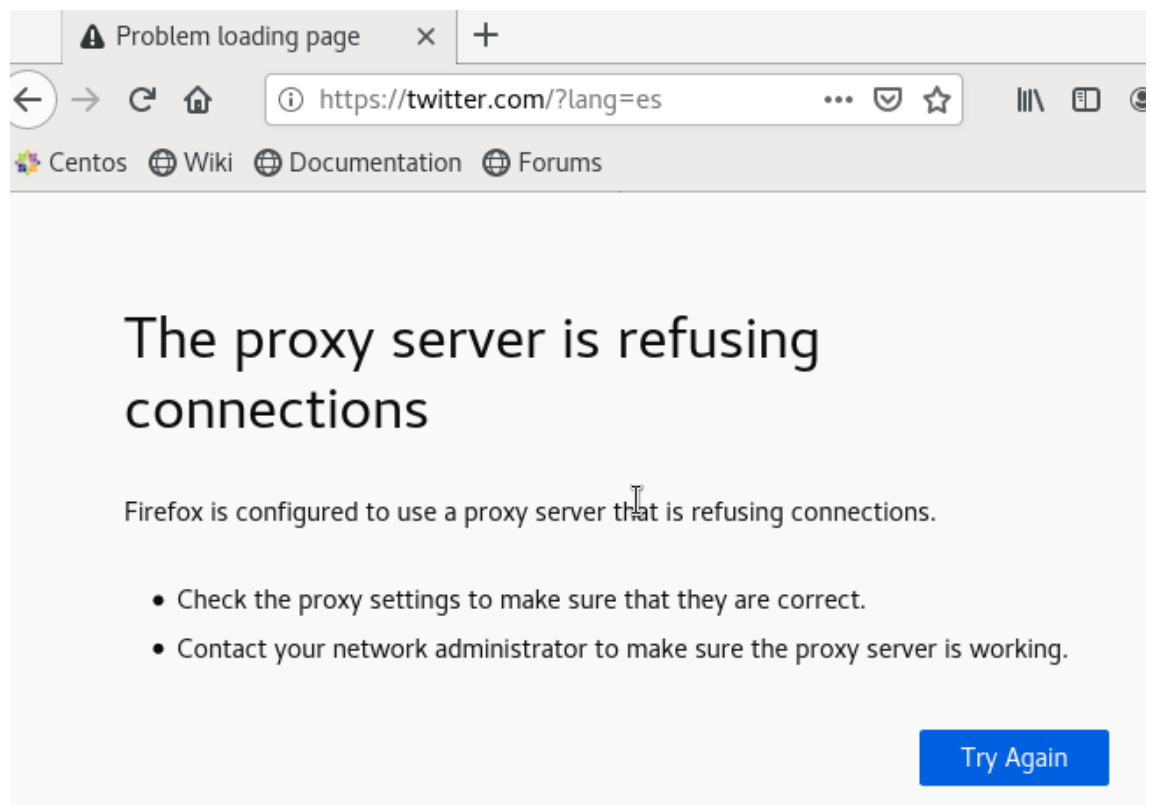 Problem loading page
https://twitter.com/?lang=es
Centos Wiki Documentation Forums
The proxy server is refusing
connections
Firefox is configured to use a proxy server that is refusing connections.
• Check the proxy settings to make sure that they are correct.
• Contact your network administrator to make sure the proxy server is working.
Try Again